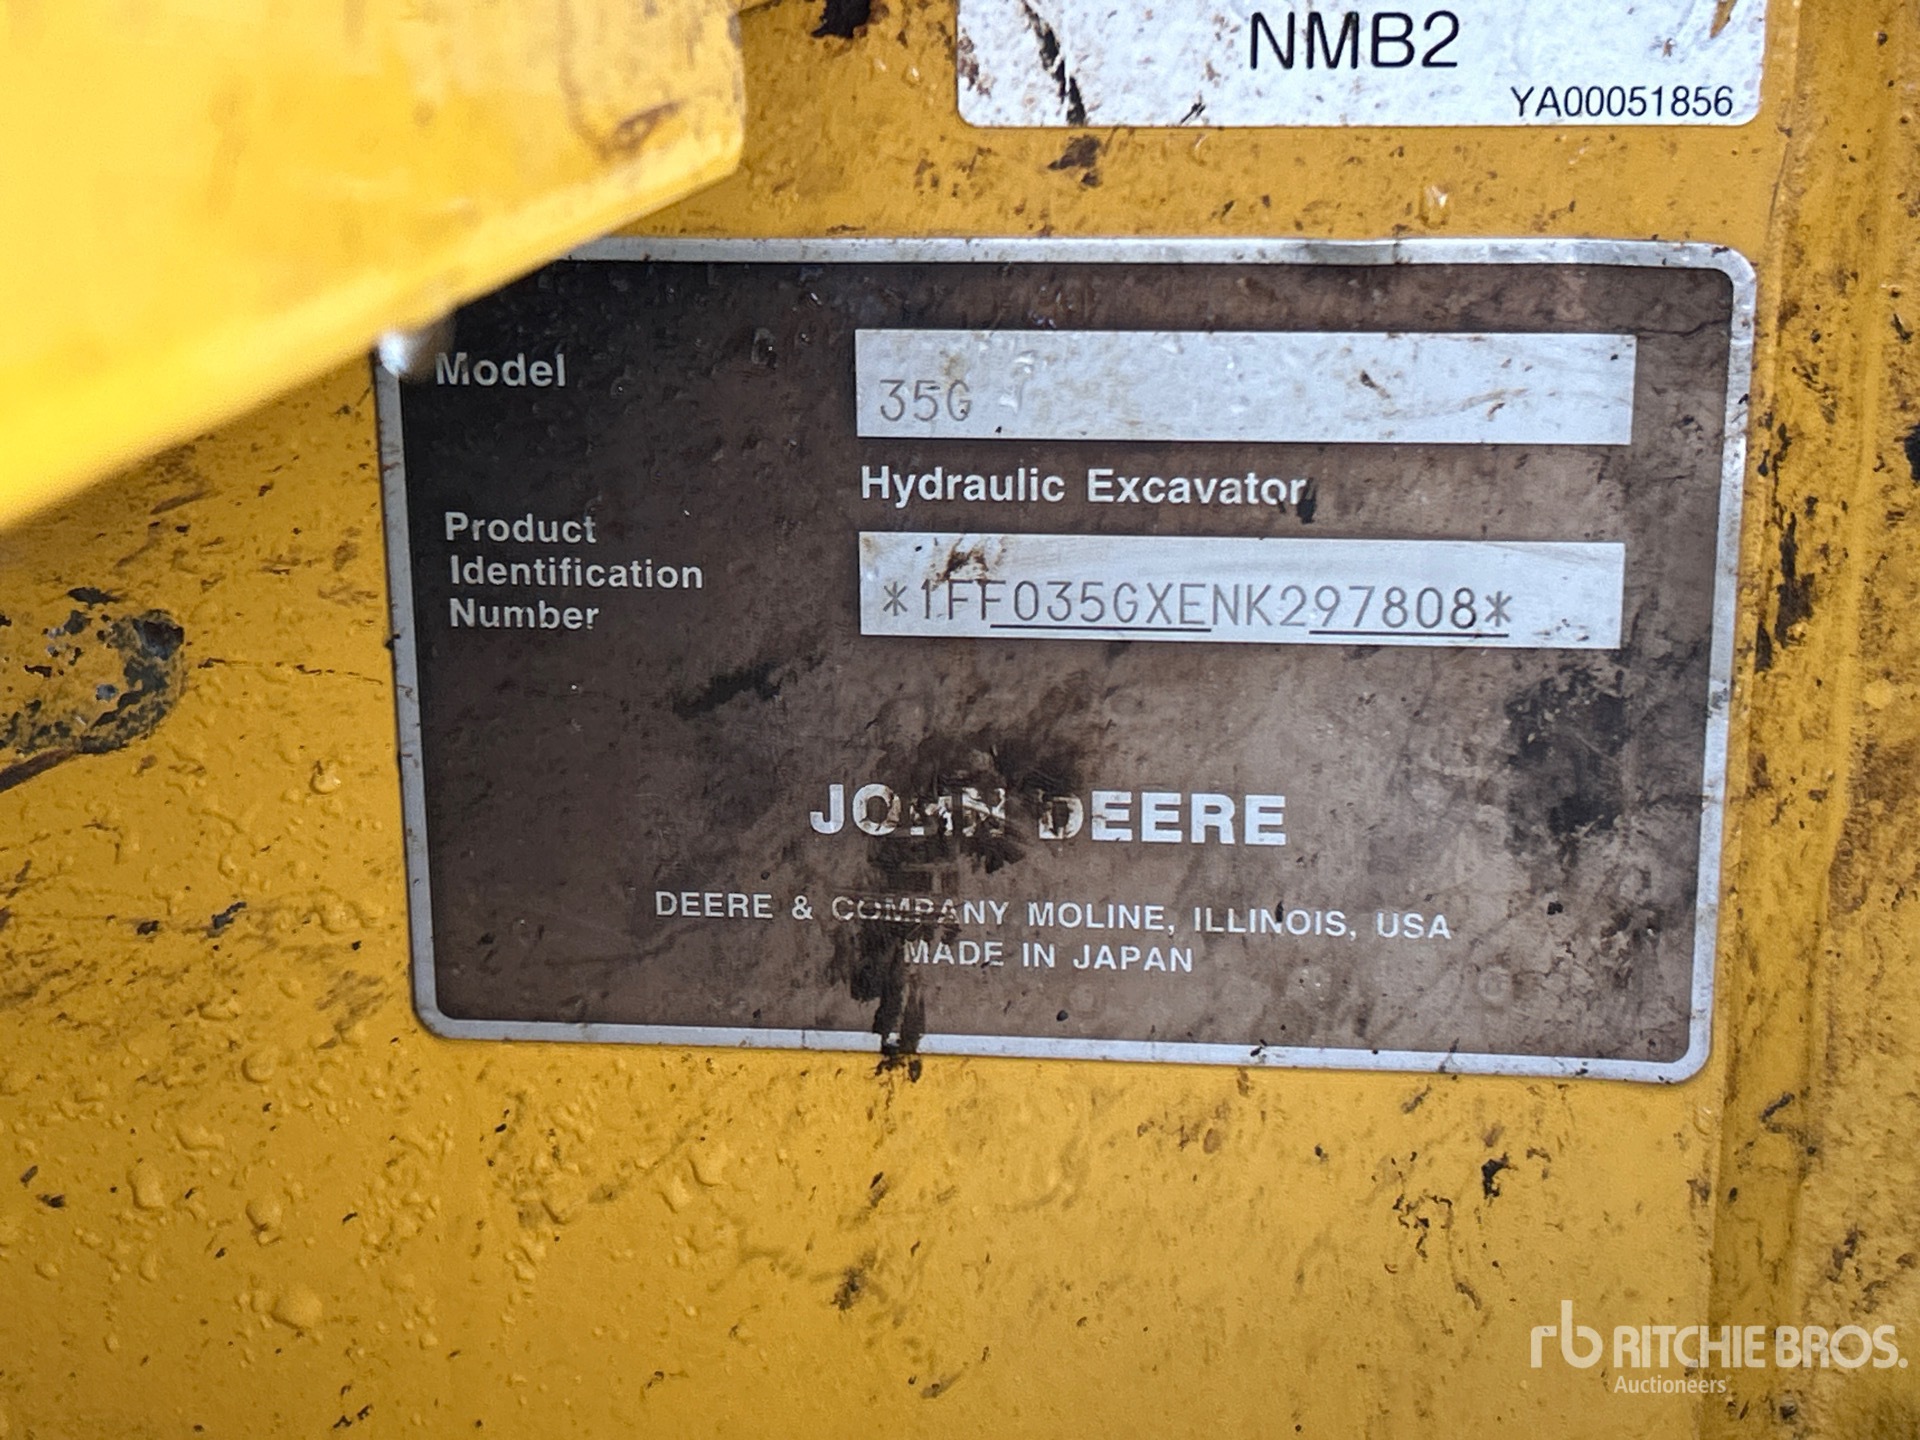 NMB2
YA00051856
Model
35G
Hydraulic Excavator
Product
Identification
Number
*1FF035GXENK297808*
JOHN DEERE
DEERE & COMPANY MOLINE, ILLINOIS, USA
MADE IN JAPAN
rb RITCHIE BROS.
Auctioneers